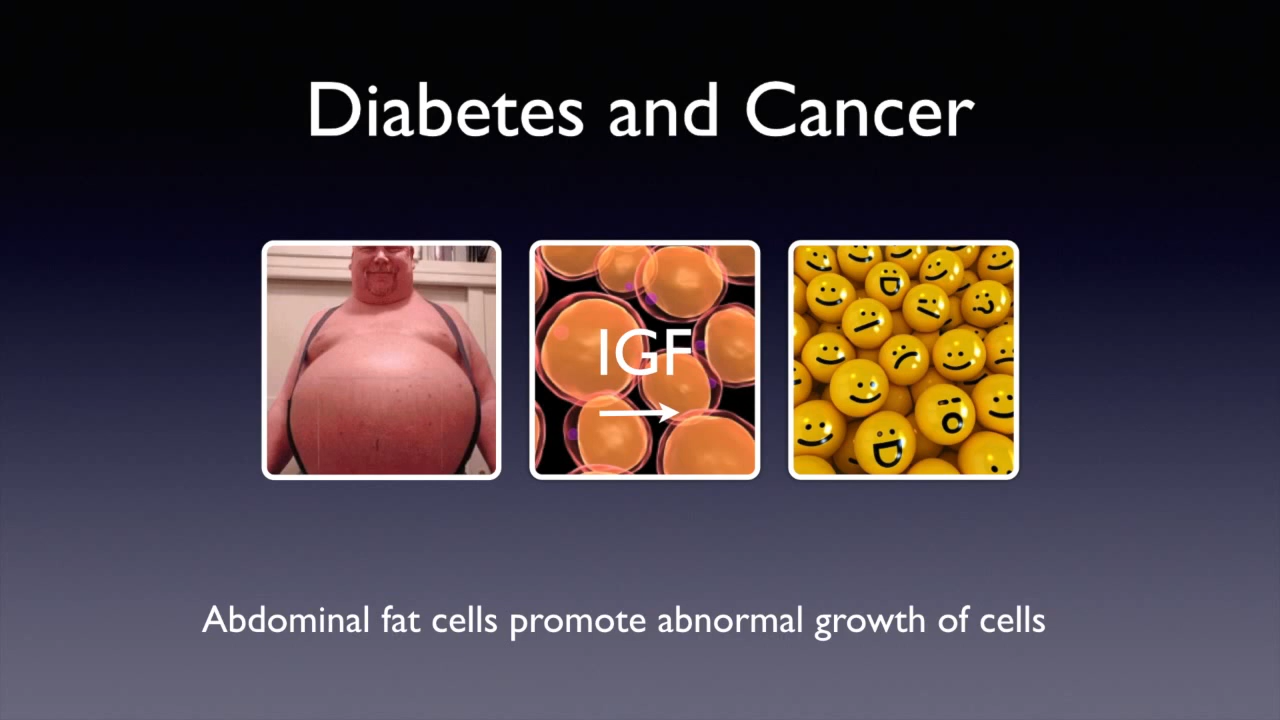 Diabetes and Cancer
IGF
Abdominal fat cells promote abnormal growth of cells